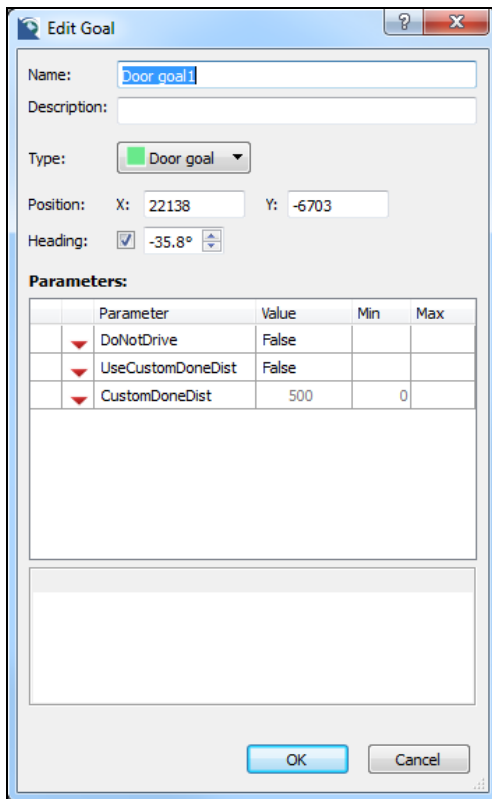 Edit Goal
?
X
Name: Door goal1
Description:
Type: Door goal
Position: X: 22138 Y: -6703
Heading: -35.8°
Parameters:
Parameter Value Min Max
DoNotDrive False
UseCustomDoneDist False
CustomDoneDist 500 0
OK Cancel